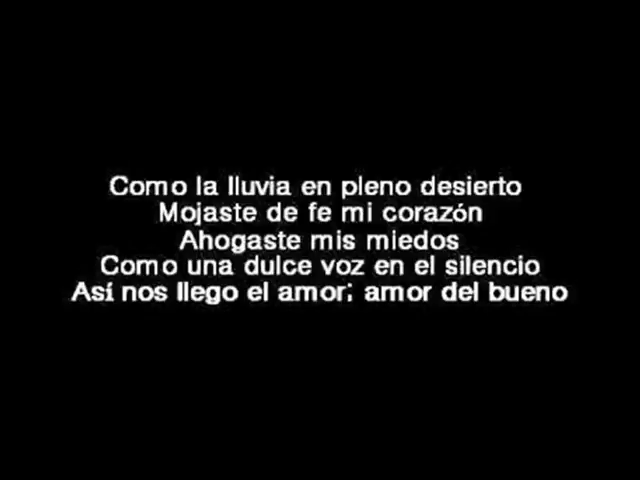 Como la lluvia en pleno desierto
Mojaste de fe mi corazón
Ahogaste mis miedos
Como una dulce voz en el silencio
Así nos llego el amor; amor del bueno